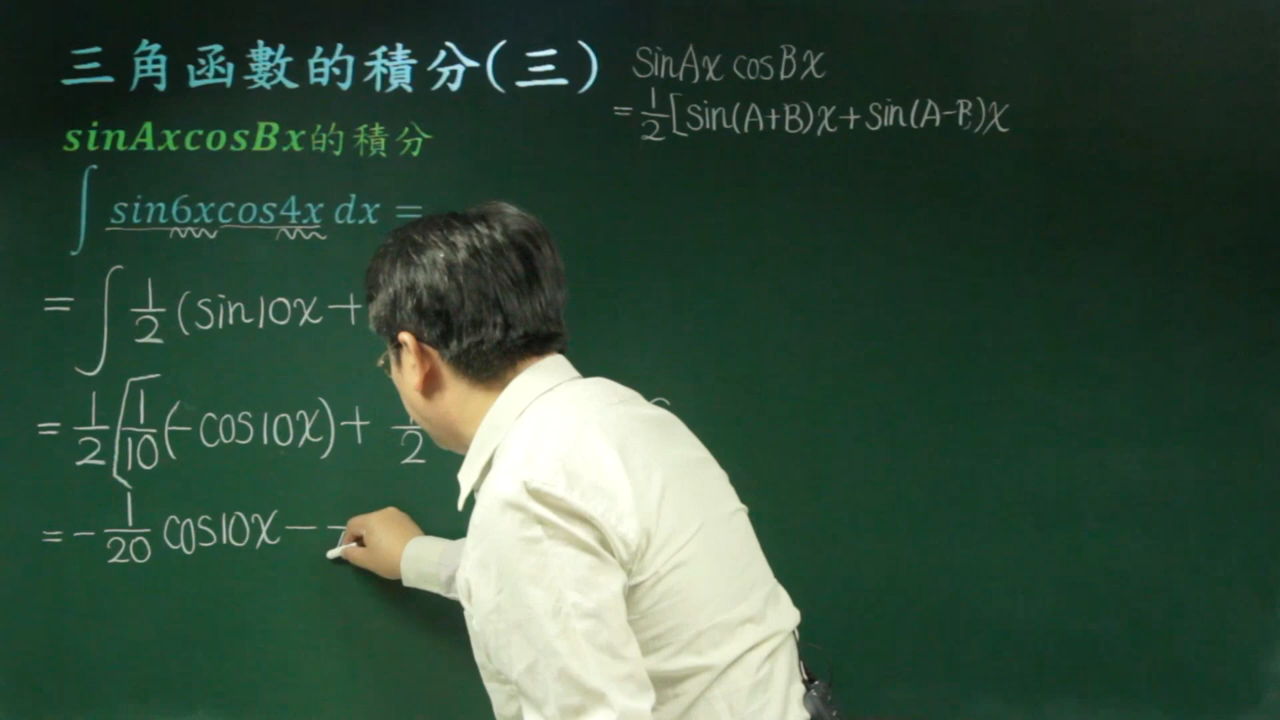 三角函數的積分(三)
sinAxcosBx的積分
∫ sin6xcos4x dx =
= ∫ 1/2 (sin10x +
= 1/2 [1/10 (-cos10x) + 1/2
= - 1/20 cos10x -
sinAx cosBx
= 1/2 [sin(A+B)x + sin(A-B)x